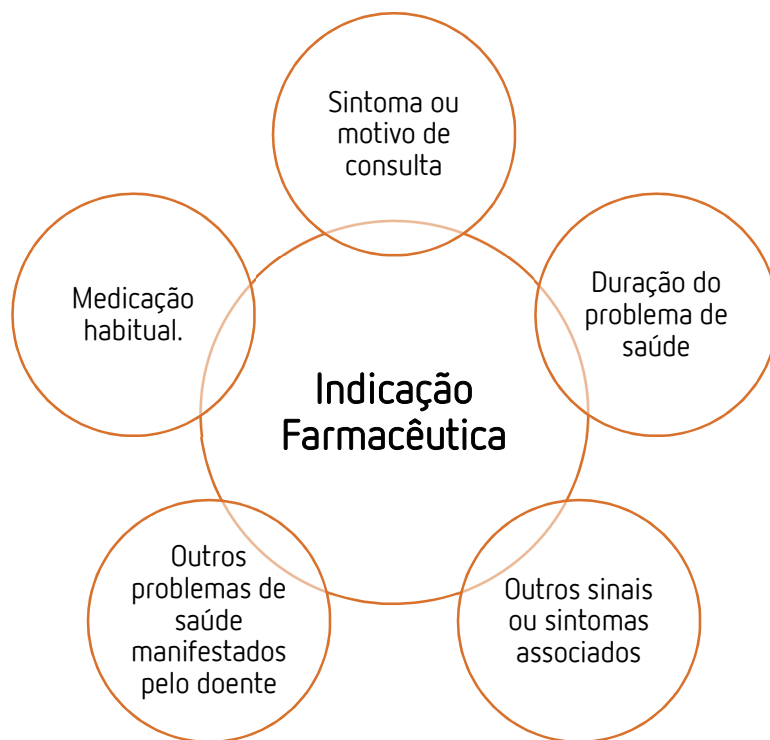 Sintoma ou
motivo de
consulta
Duração do
problema de
saúde
Outros sinais
ou sintomas
associados
Outros
problemas de
saúde
manifestados
pelo doente
Medicação
habitual.
Indicação
Farmacêutica